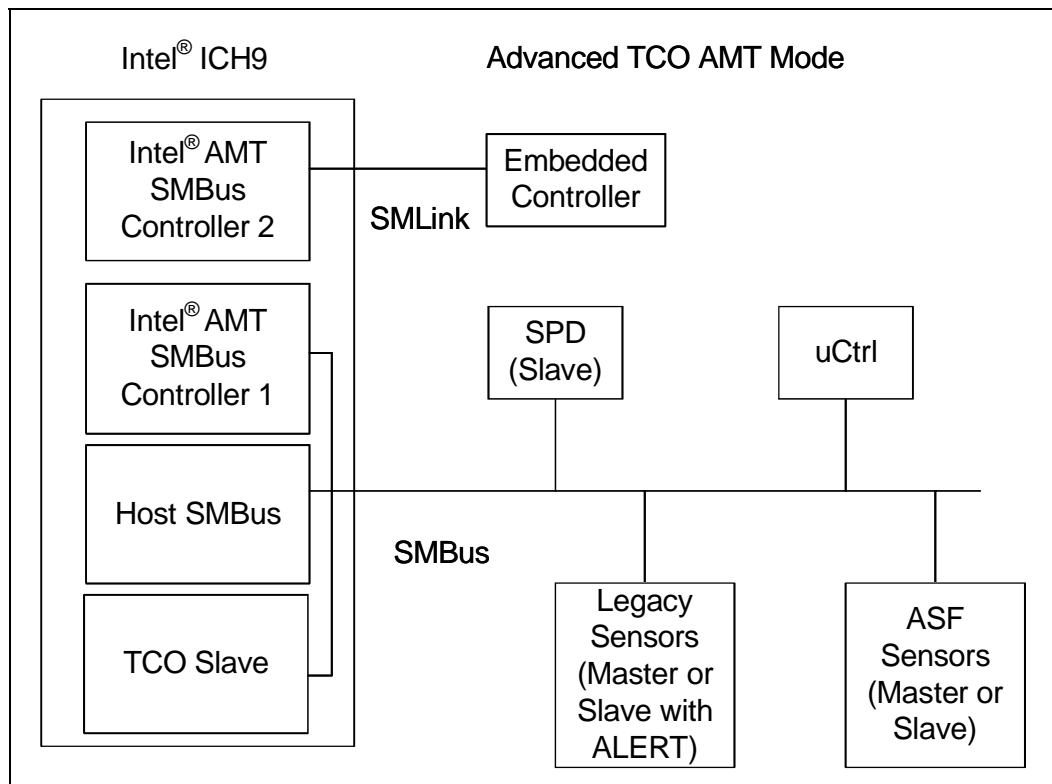 Intel® ICH9
Advanced TCO AMT Mode
Intel® AMT
SMBus
Controller 2
Embedded
Controller
SMLink
Intel® AMT
SMBus
Controller 1
SPD
(Slave)
uCtrl
Host SMBus
SMBus
TCO Slave
Legacy
Sensors
(Master or
Slave with
ALERT)
ASF
Sensors
(Master or
Slave)